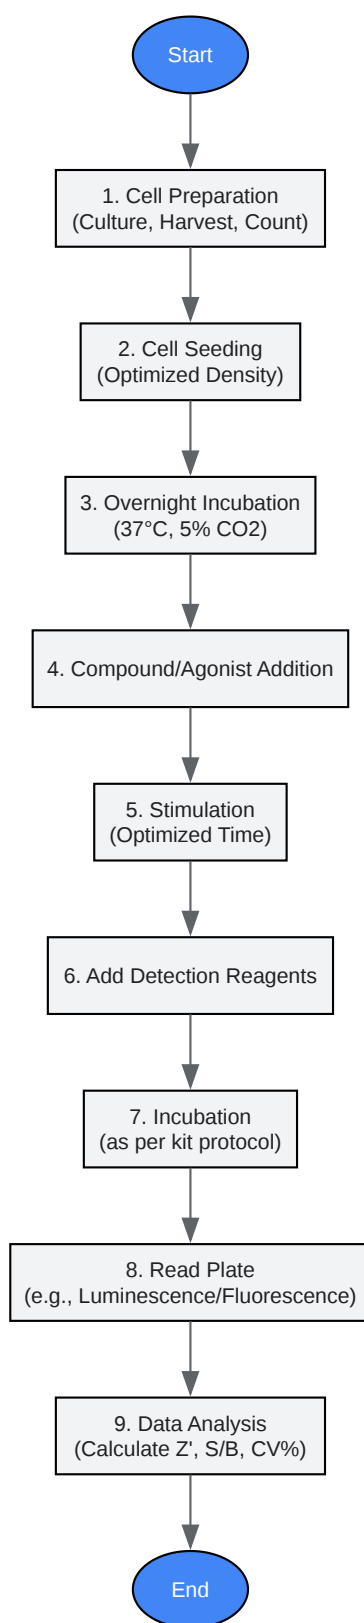 Start
1. Cell Preparation
(Culture, Harvest, Count)
2. Cell Seeding
(Optimized Density)
3. Overnight Incubation
(37°C, 5% CO2)
4. Compound/Agonist Addition
5. Stimulation
(Optimized Time)
6. Add Detection Reagents
7. Incubation
(as per kit protocol)
8. Read Plate
(e.g., Luminescence/Fluorescence)
9. Data Analysis
(Calculate Z', S/B, CV%)
End